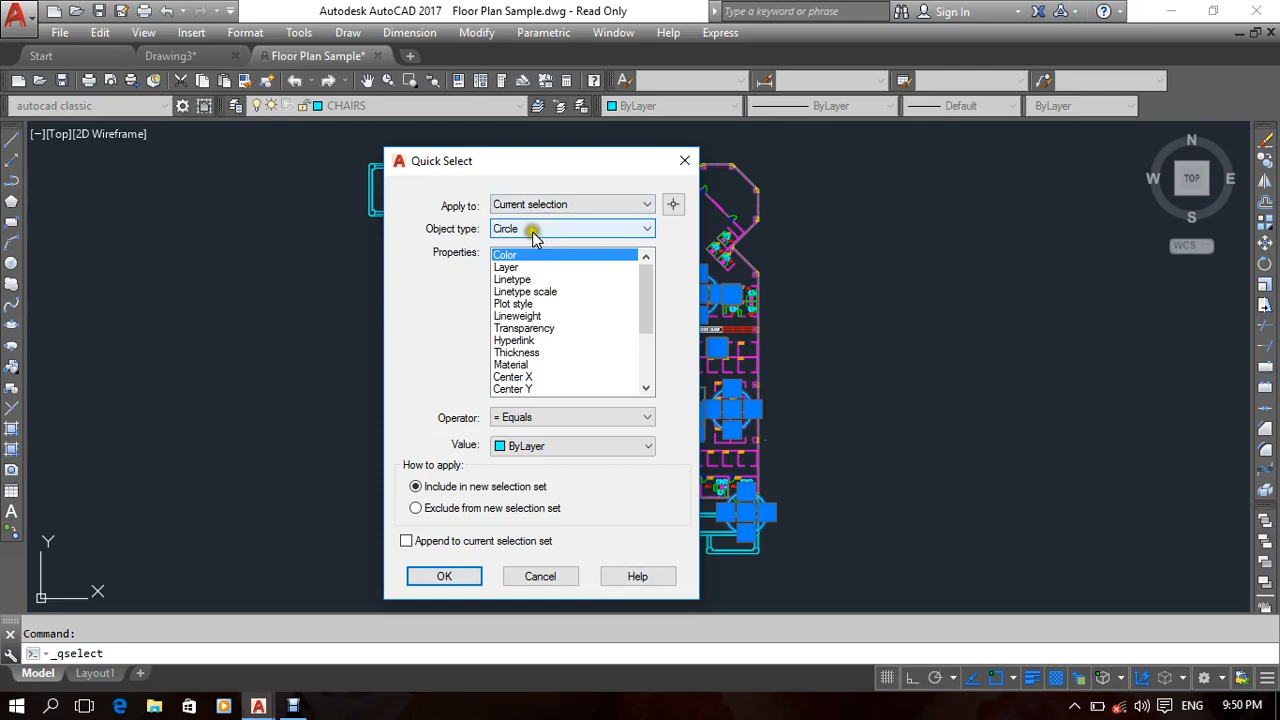 Autodesk AutoCAD 2017 Floor Plan Sample.dwg - Read Only
Type a keyword or phrase
Sign In
File Edit View Insert Format Tools Draw Dimension Modify Parametric Window Help Express
Start
Drawing3*
Floor Plan Sample*
autocad classic
CHAIRS
ByLayer
ByLayer
Default
ByLayer
[−][Top][2D Wireframe]
Quick Select
Apply to: Current selection
Object type: Circle
Properties:
Color
Layer
Linetype
Linetype scale
Plot style
Lineweight
Transparency
Hyperlink
Thickness
Material
Center X
Center Y
Operator: = Equals
Value: ByLayer
How to apply:
Include in new selection set
Exclude from new selection set
Append to current selection set
OK
Cancel
Help
N
W
TOP
E
S
WCS
Y
X
Command:
_qselect
Model
Layout1
ENG
9:50 PM